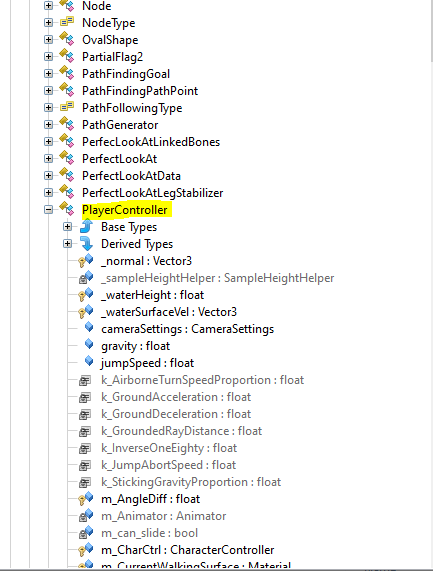 Node
NodeType
OvalShape
PartialFlag2
PathFindingGoal
PathFindingPathPoint
PathFollowingType
PathGenerator
PerfecLookAtLinkedBones
PerfectLookAt
PerfectLookAtData
PerfectLookAtLegStabilizer
PlayerController
Base Types
Derived Types
_normal : Vector3
_sampleHeightHelper : SampleHeightHelper
_waterHeight : float
_waterSurfaceVel : Vector3
cameraSettings : CameraSettings
gravity : float
jumpSpeed : float
k_AirborneTurnSpeedProportion : float
k_GroundAcceleration : float
k_GroundDeceleration : float
k_GroundedRayDistance : float
k_InverseOneEighty : float
k_JumpAbortSpeed : float
k_StickingGravityProportion : float
m_AngleDiff : float
m_Animator : Animator
m_can_slide : bool
m_CharCtrl : CharacterController
m_CurrentWalkingSurface : Material